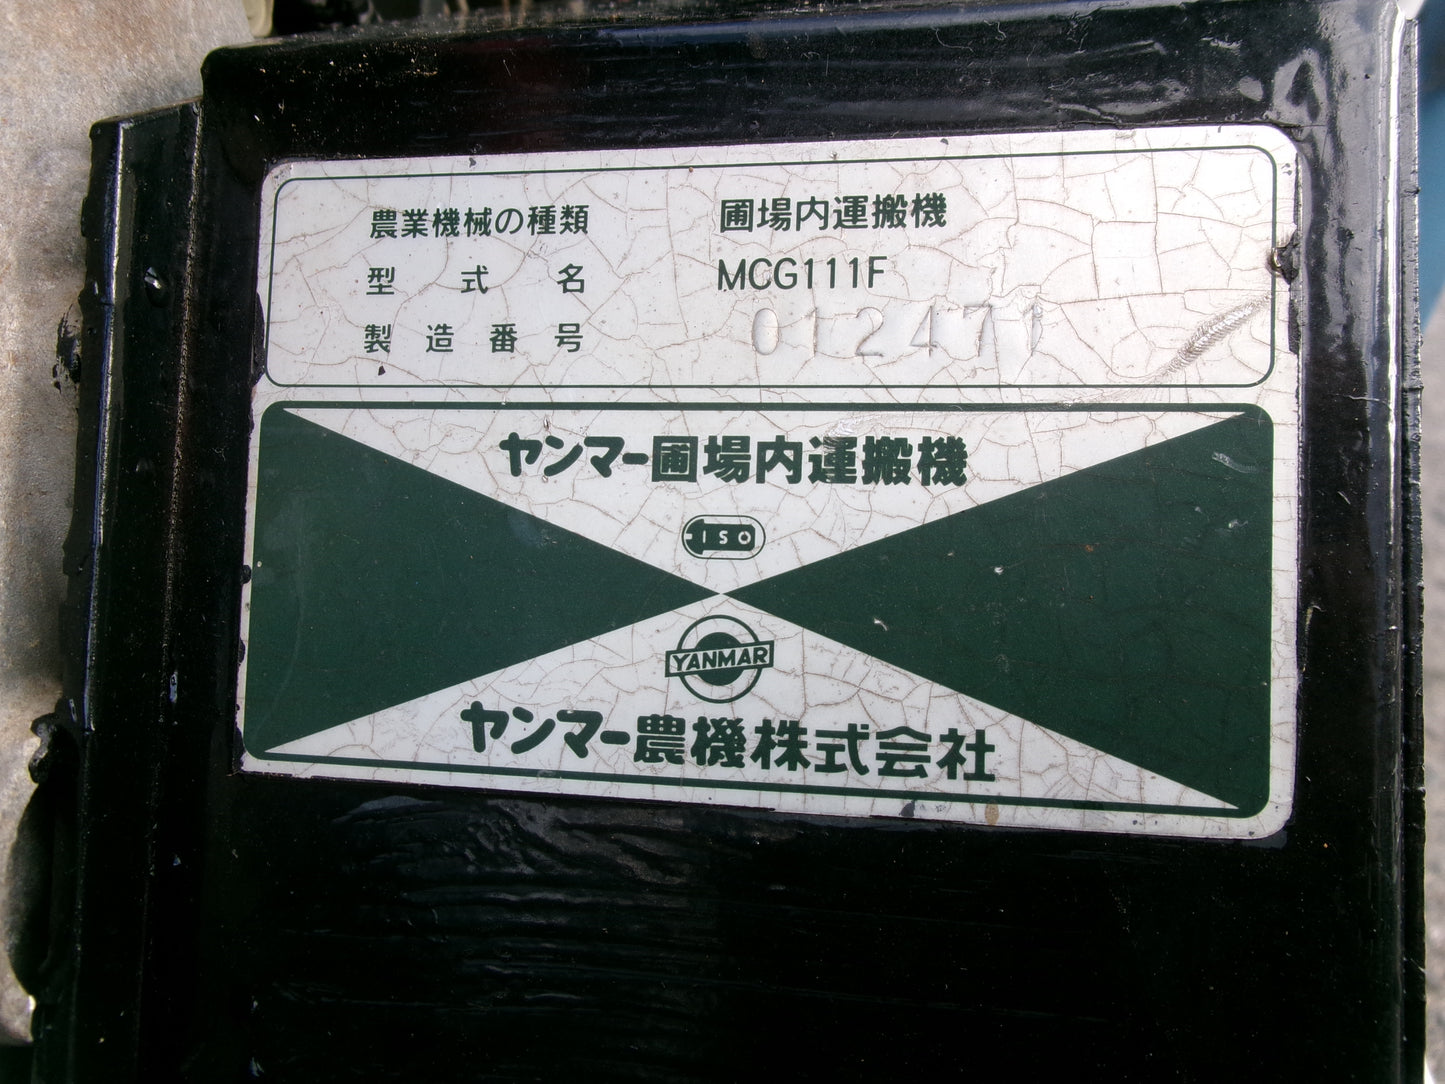 農業機械の種類 圃場内運搬機
型式名 MCG111F
製造番号 012471
ヤンマー圃場内運搬機
ISO
YANMAR
ヤンマー農機株式会社